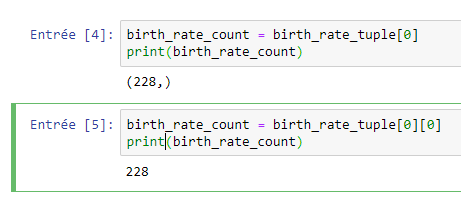 Entrée [4]: birth_rate_count = birth_rate_tuple[0]
print(birth_rate_count)
(228,)
Entrée [5]: birth_rate_count = birth_rate_tuple[0][0]
print(birth_rate_count)
228